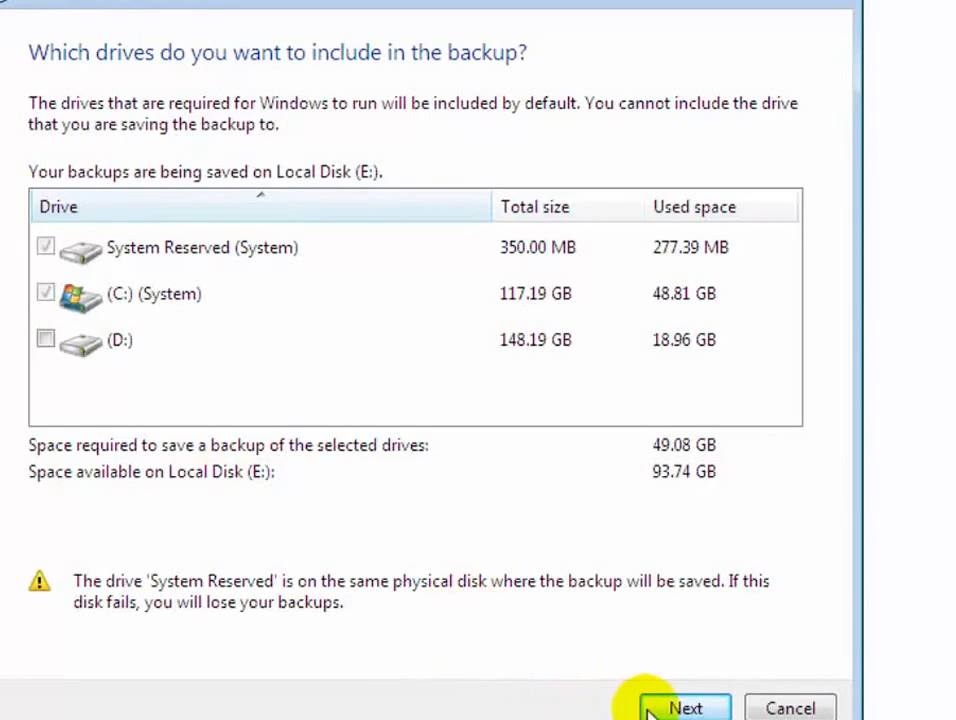 Which drives do you want to include in the backup?
The drives that are required for Windows to run will be included by default. You cannot include the drive
that you are saving the backup to.
Your backups are being saved on Local Disk (E:).
Drive Total size Used space
System Reserved (System) 350.00 MB 277.39 MB
(C:) (System) 117.19 GB 48.81 GB
(D:) 148.19 GB 18.96 GB
Space required to save a backup of the selected drives: 49.08 GB
Space available on Local Disk (E:): 93.74 GB
The drive 'System Reserved' is on the same physical disk where the backup will be saved. If this
disk fails, you will lose your backups.
Next Cancel